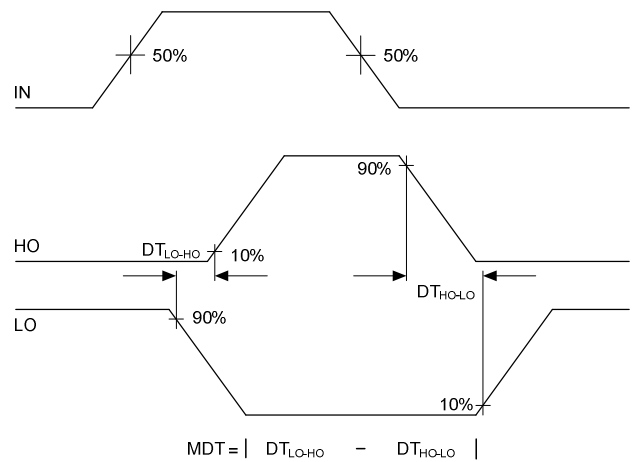 50%
50%
IN
90%
HO
DTLO-HO
10%
DTHO-LO
90%
LO
10%
MDT = | DTLO-HO − DTHO-LO |